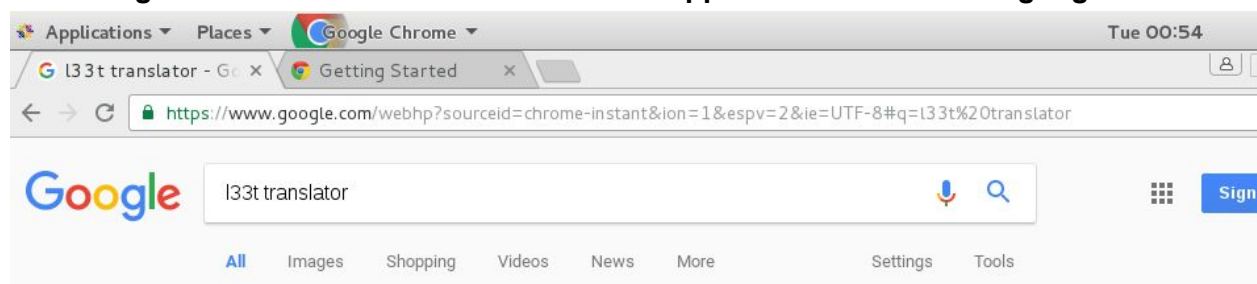 Applications Places Google Chrome Tue 00:54
l33t translator - Go Getting Started
https://www.google.com/webhp?sourceid=chrome-instant&ion=1&espv=2&ie=UTF-8#q=l33t%20translator
Google l33t translator Sign
All Images Shopping Videos News More Settings Tools